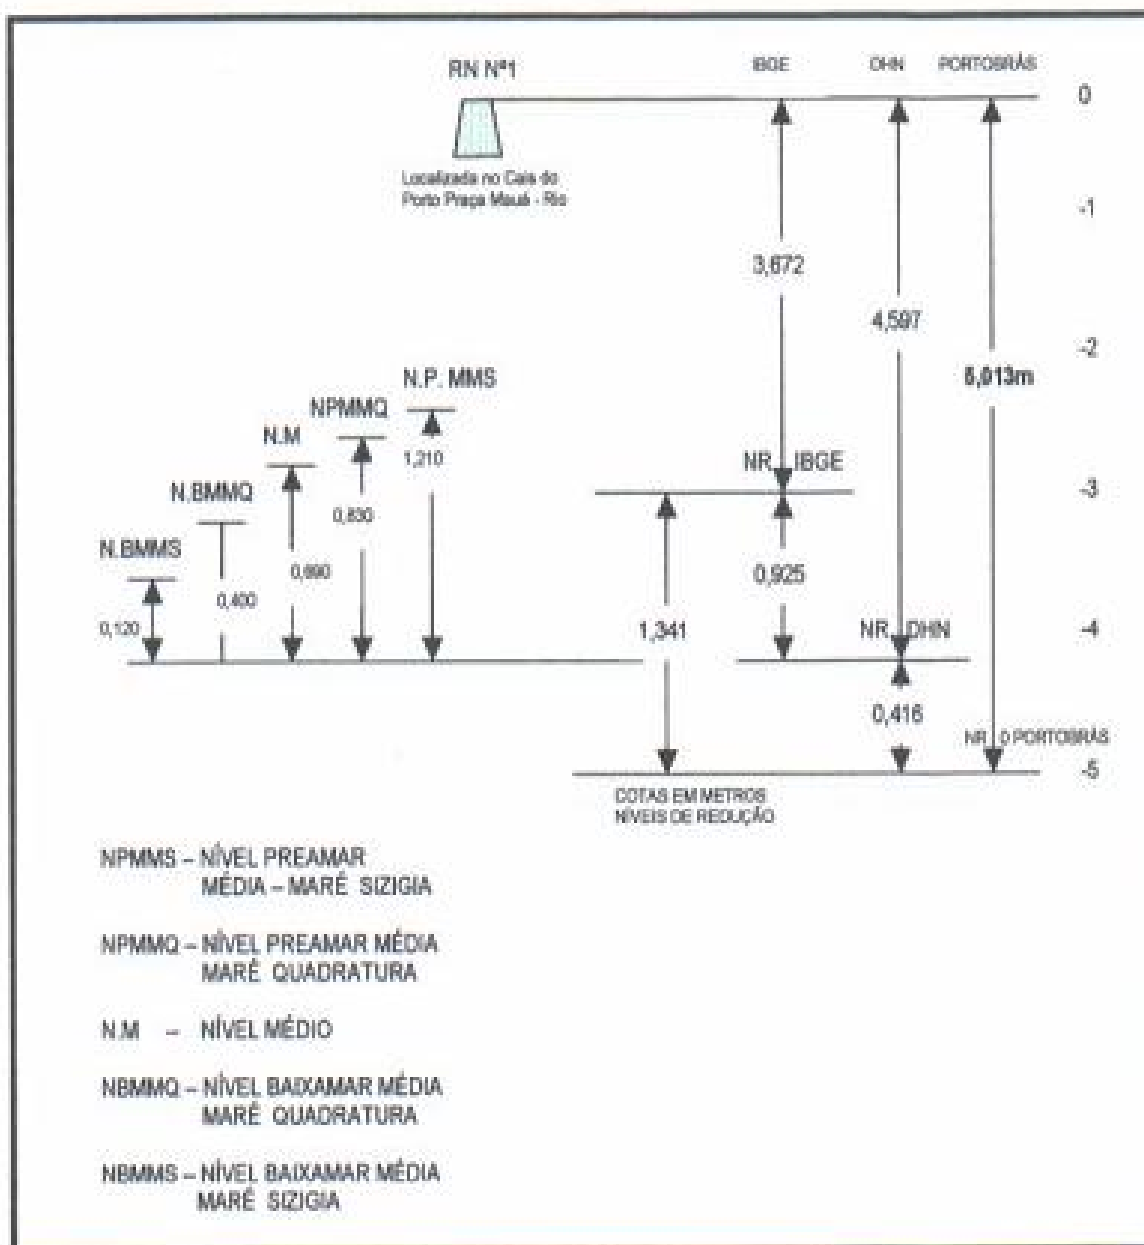 RN Nº1
IBGE
DHN
PORTOBRÁS
0
Localizada no Cais do
Porto Praça Mauá - Rio
-1
3,672
4,597
-2
5,013m
N.P. MMS
NPMMQ
N.M
1,210
N.BMMQ
NR IBGE
-3
0,830
N.BMMS
0,690
0,925
0,400
0,120
1,341
NR DHN
-4
0,416
NR 0 PORTOBRÁS
-5
COTAS EM METROS
NÍVEIS DE REDUÇÃO
NPMMS – NÍVEL PREAMAR
MÉDIA – MARÉ SIZIGIA
NPMMQ – NÍVEL PREAMAR MÉDIA
MARÉ QUADRATURA
N.M – NÍVEL MÉDIO
NBMMQ – NÍVEL BAIXAMAR MÉDIA
MARÉ QUADRATURA
NBMMS – NÍVEL BAIXAMAR MÉDIA
MARÉ SIZIGIA